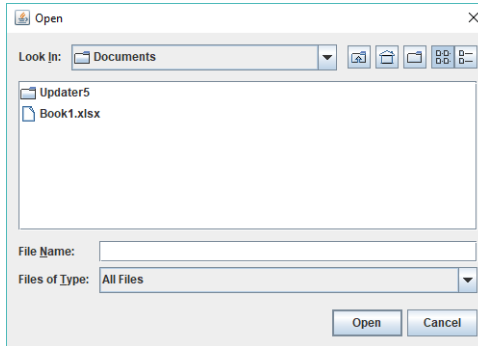 Open
Look In: Documents
Updater5
Book1.xlsx
File Name:
Files of Type: All Files
Open Cancel